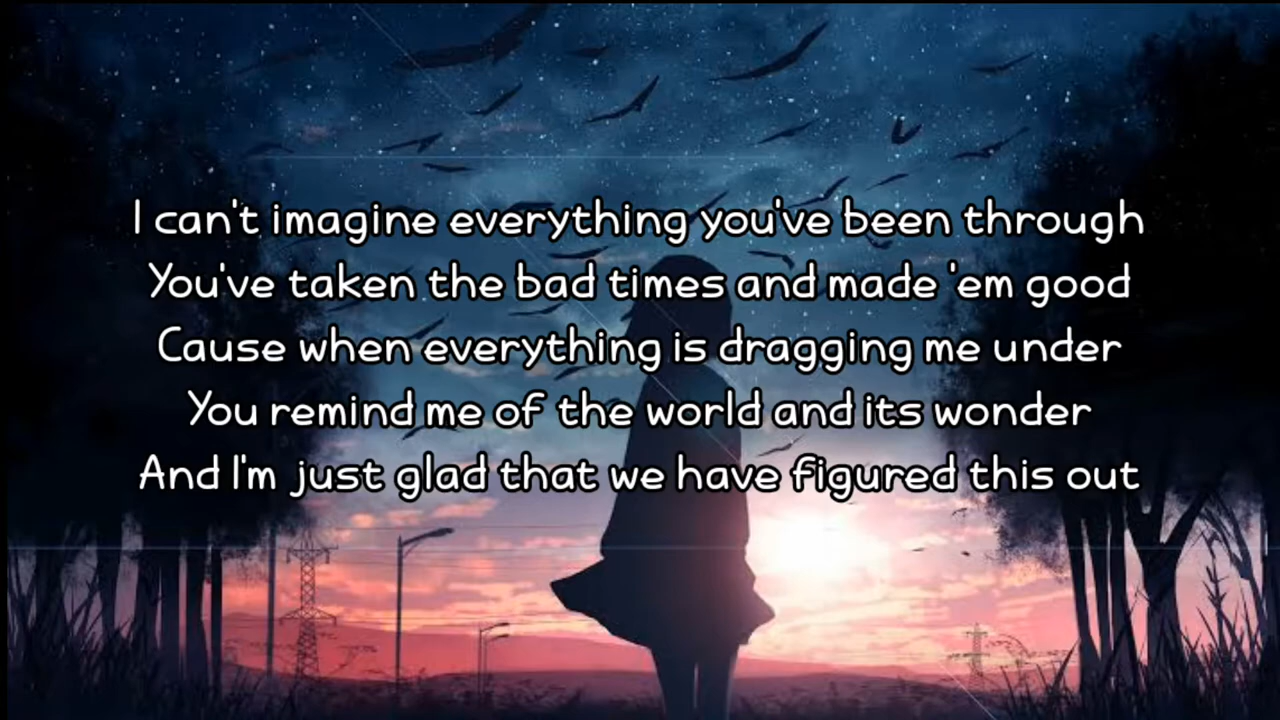 I can't imagine everything you've been through
You've taken the bad times and made 'em good
Cause when everything is dragging me under
You remind me of the world and its wonder
And I'm just glad that we have figured this out